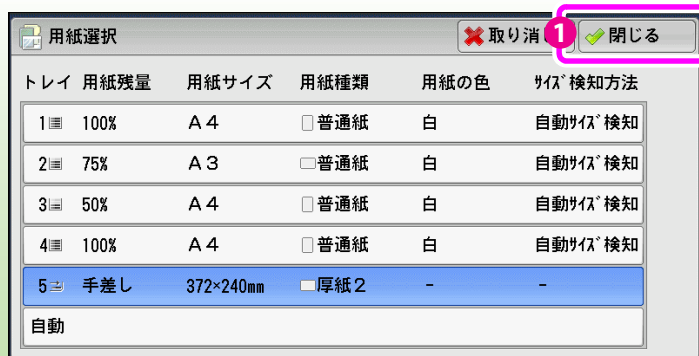 用紙選択 取り消 1 閉じる
トレイ 用紙残量 用紙サイズ 用紙種類 用紙の色 ｻｲｽﾞ検知方法
1 100% A4 普通紙 白 自動ｻｲｽﾞ検知
2 75% A3 普通紙 白 自動ｻｲｽﾞ検知
3 50% A4 普通紙 白 自動ｻｲｽﾞ検知
4 100% A4 普通紙 白 自動ｻｲｽﾞ検知
5 手差し 372×240mm 厚紙2 - -
自動